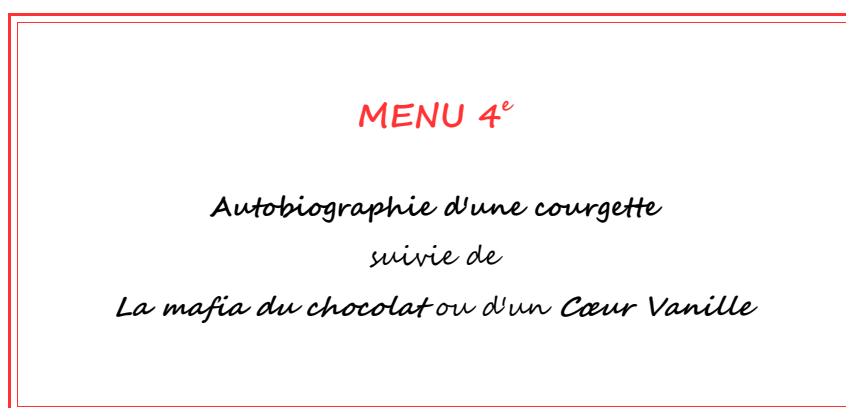 MENU 4e
Autobiographie d'une courgette
suivie de
La mafia du chocolat ou d'un Cœur Vanille